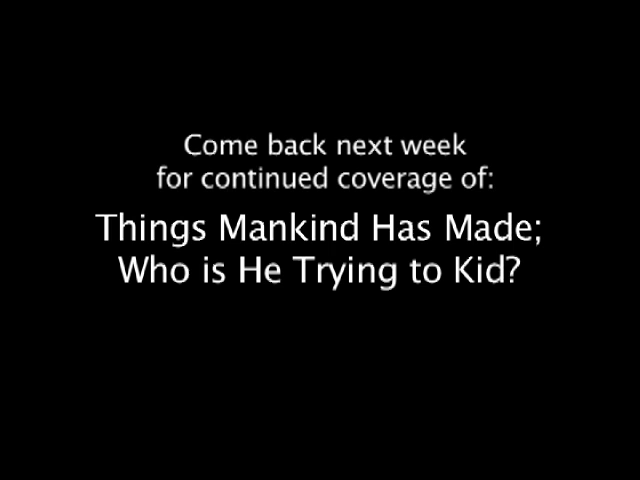 Come back next week
for continued coverage of:
Things Mankind Has Made;
Who is He Trying to Kid?